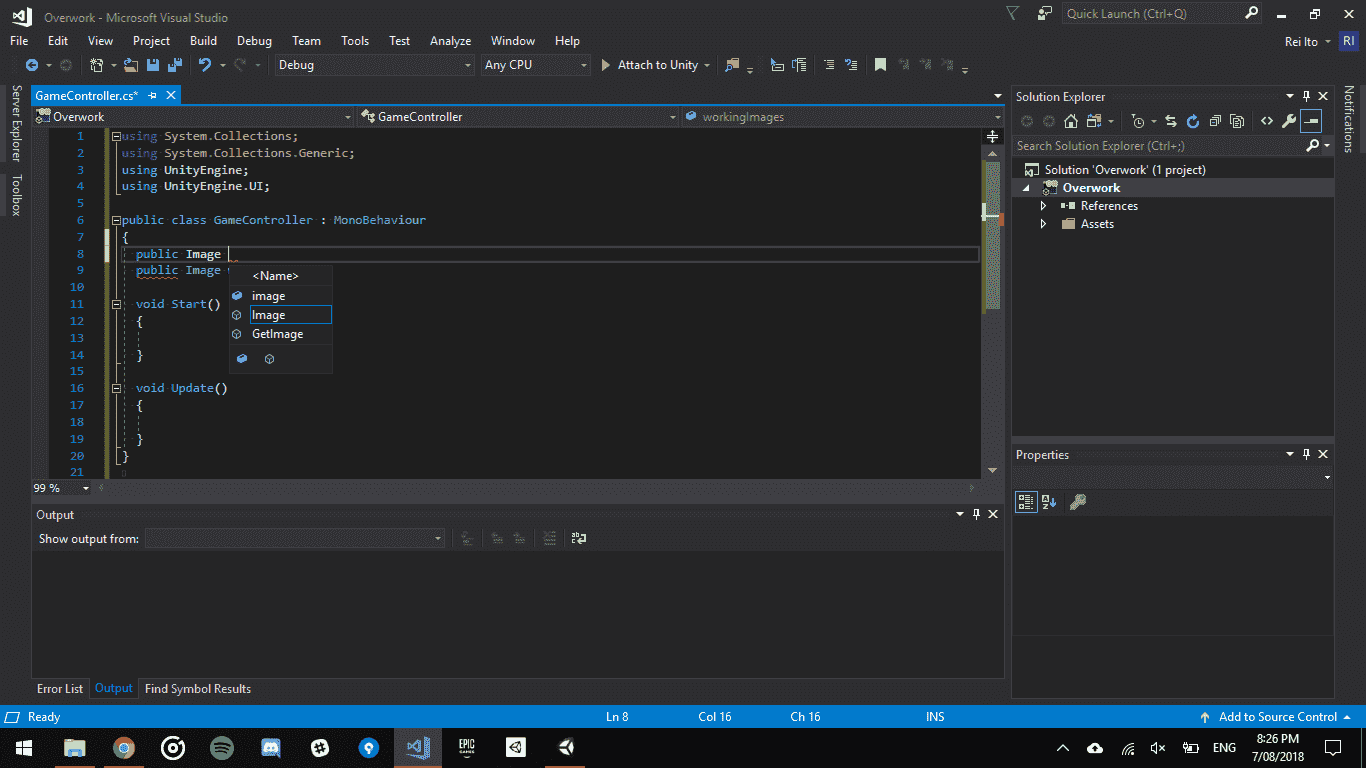 Overwork - Microsoft Visual Studio
Quick Launch (Ctrl+Q)
File Edit View Project Build Debug Team Tools Test Analyze Window Help
Rei Ito RI
Debug Any CPU Attach to Unity
Server Explorer
Toolbox
GameController.cs*
Overwork GameController workingImages
1 using System.Collections;
2 using System.Collections.Generic;
3 using UnityEngine;
4 using UnityEngine.UI;
5
6 public class GameController : MonoBehaviour
7 {
8 public Image
9 public Image
10
11 void Start()
12 {
13
14 }
15
16 void Update()
17 {
18
19 }
20 }
21
<Name>
image
Image
GetImage
99 %
Solution Explorer
Search Solution Explorer (Ctrl+;)
Solution 'Overwork' (1 project)
Overwork
References
Assets
Notifications
Properties
Output
Show output from:
Error List Output Find Symbol Results
Ready Ln 8 Col 16 Ch 16 INS Add to Source Control
EPIC
GAMES
ENG
8:26 PM
7/08/2018